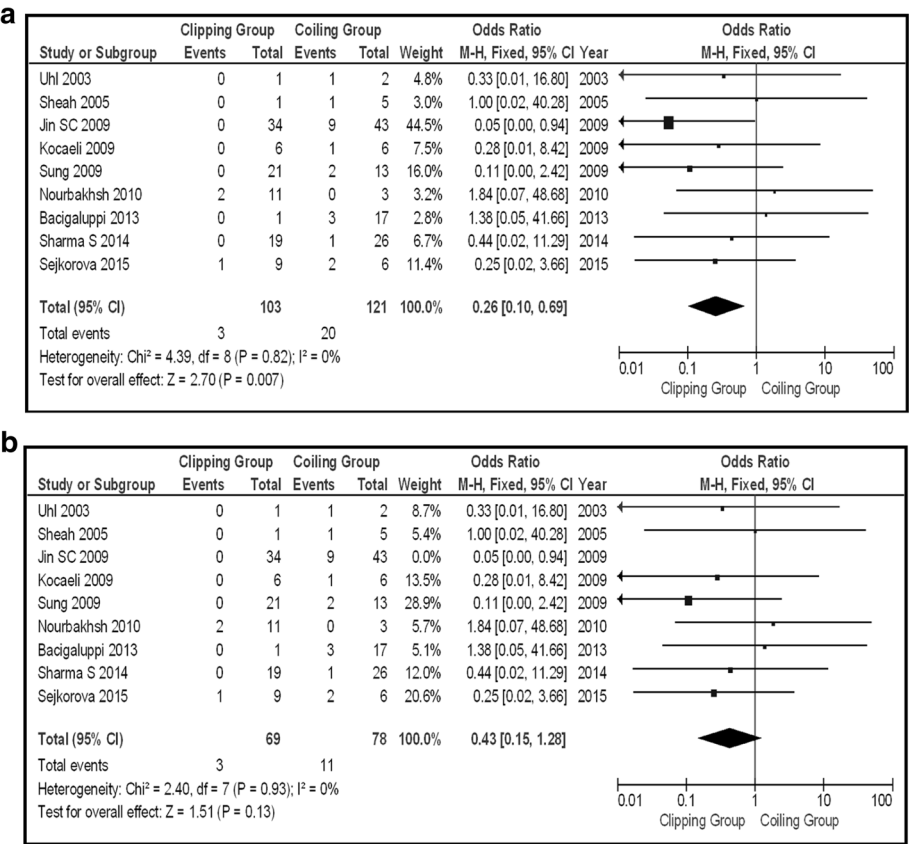 a
Clipping Group Coiling Group Odds Ratio Odds Ratio
Study or Subgroup Events Total Events Total Weight M-H, Fixed, 95% CI Year M-H, Fixed, 95% CI
Uhl 2003 0 1 1 2 4.8% 0.33 [0.01, 16.80] 2003
Sheah 2005 0 1 1 5 3.0% 1.00 [0.02, 40.28] 2005
Jin SC 2009 0 34 9 43 44.5% 0.05 [0.00, 0.94] 2009
Kocaeli 2009 0 6 1 6 7.5% 0.28 [0.01, 8.42] 2009
Sung 2009 0 21 2 13 16.0% 0.11 [0.00, 2.42] 2009
Nourbakhsh 2010 2 11 0 3 3.2% 1.84 [0.07, 48.68] 2010
Bacigaluppi 2013 0 1 3 17 2.8% 1.38 [0.05, 41.66] 2013
Sharma S 2014 0 19 1 26 6.7% 0.44 [0.02, 11.29] 2014
Sejkorova 2015 1 9 2 6 11.4% 0.25 [0.02, 3.66] 2015
Total (95% CI) 103 121 100.0% 0.26 [0.10, 0.69]
Total events 3 20
Heterogeneity: Chi² = 4.39, df = 8 (P = 0.82); I² = 0%
Test for overall effect: Z = 2.70 (P = 0.007)
0.01 0.1 1 10 100
Clipping Group Coiling Group
b
Clipping Group Coiling Group Odds Ratio Odds Ratio
Study or Subgroup Events Total Events Total Weight M-H, Fixed, 95% CI Year M-H, Fixed, 95% CI
Uhl 2003 0 1 1 2 8.7% 0.33 [0.01, 16.80] 2003
Sheah 2005 0 1 1 5 5.4% 1.00 [0.02, 40.28] 2005
Jin SC 2009 0 34 9 43 0.0% 0.05 [0.00, 0.94] 2009
Kocaeli 2009 0 6 1 6 13.5% 0.28 [0.01, 8.42] 2009
Sung 2009 0 21 2 13 28.9% 0.11 [0.00, 2.42] 2009
Nourbakhsh 2010 2 11 0 3 5.7% 1.84 [0.07, 48.68] 2010
Bacigaluppi 2013 0 1 3 17 5.1% 1.38 [0.05, 41.66] 2013
Sharma S 2014 0 19 1 26 12.0% 0.44 [0.02, 11.29] 2014
Sejkorova 2015 1 9 2 6 20.6% 0.25 [0.02, 3.66] 2015
Total (95% CI) 69 78 100.0% 0.43 [0.15, 1.28]
Total events 3 11
Heterogeneity: Chi² = 2.40, df = 7 (P = 0.93); I² = 0%
Test for overall effect: Z = 1.51 (P = 0.13)
0.01 0.1 1 10 100
Clipping Group Coiling Group